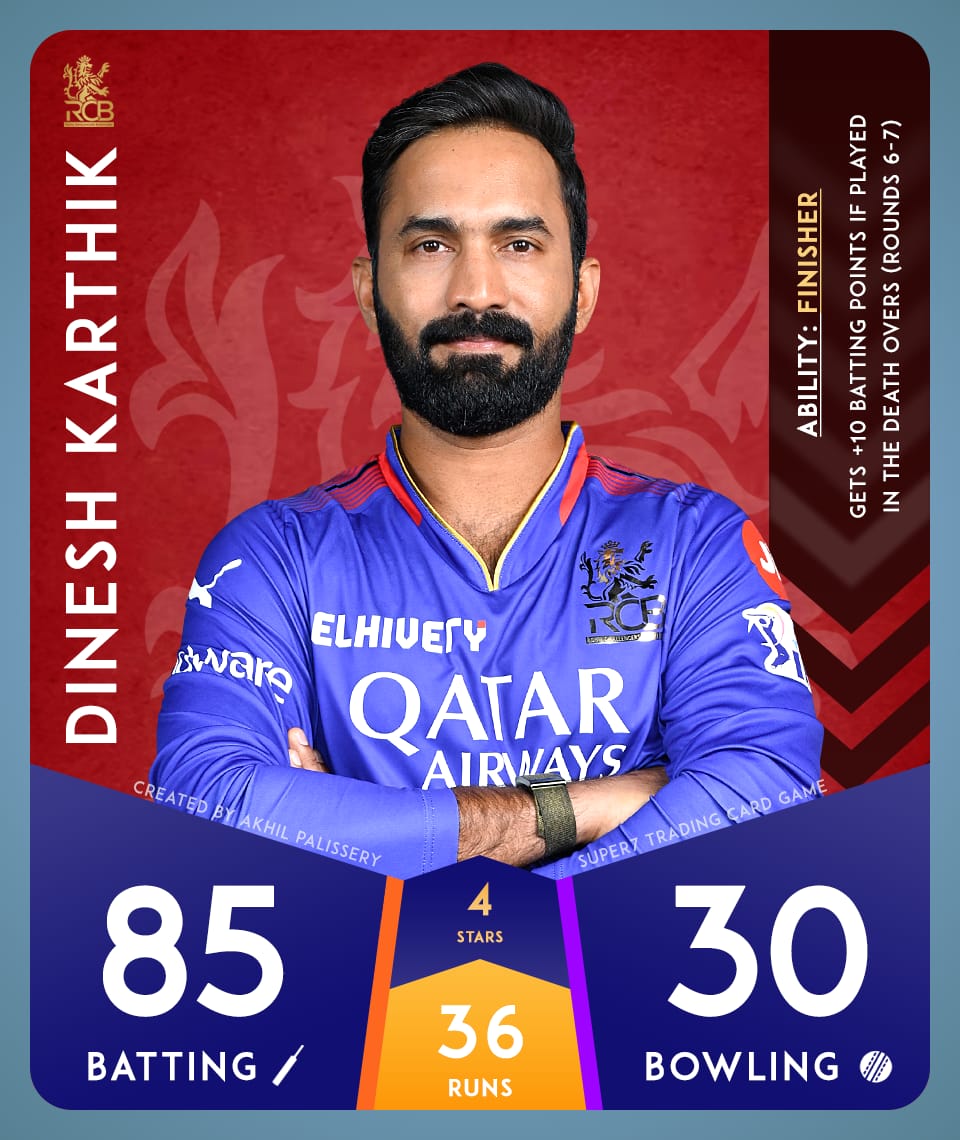 RCB
DINESH KARTHIK
ABILITY: FINISHER
GETS +10 BATTING POINTS IF PLAYED
IN THE DEATH OVERS (ROUNDS 6-7)
ELHIVERY
RCB
QATAR
AIRWAYS
CREATED BY AKHIL PALISSERY
SUPER7 TRADING CARD GAME
85
BATTING
4
STARS
36
RUNS
30
BOWLING